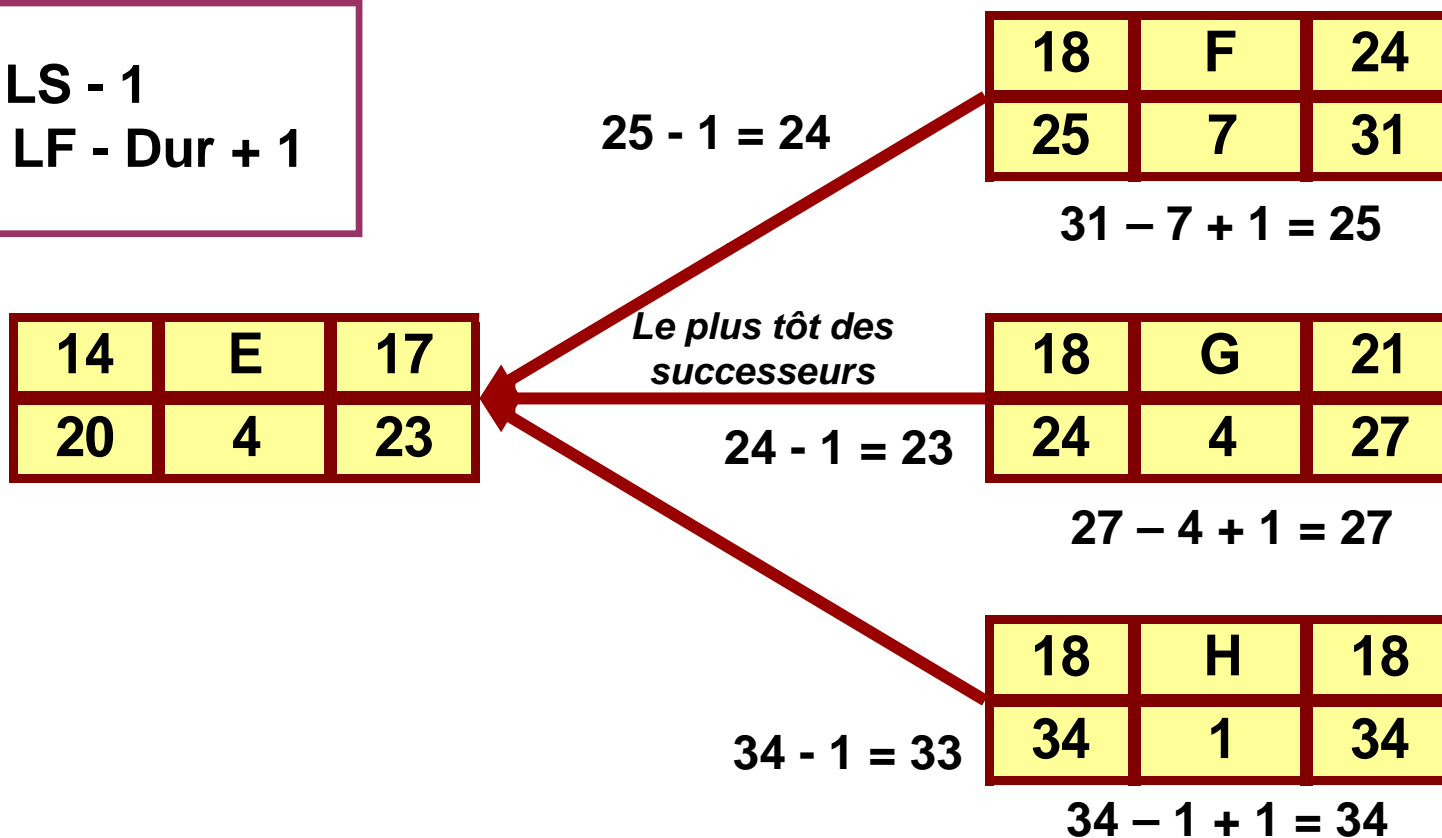 LS - 1
LF - Dur + 1
25 - 1 = 24
18 F 24
25 7 31
31 – 7 + 1 = 25
14 E 17
20 4 23
Le plus tôt des
successeurs
24 - 1 = 23
18 G 21
24 4 27
27 – 4 + 1 = 27
34 - 1 = 33
18 H 18
34 1 34
34 – 1 + 1 = 34